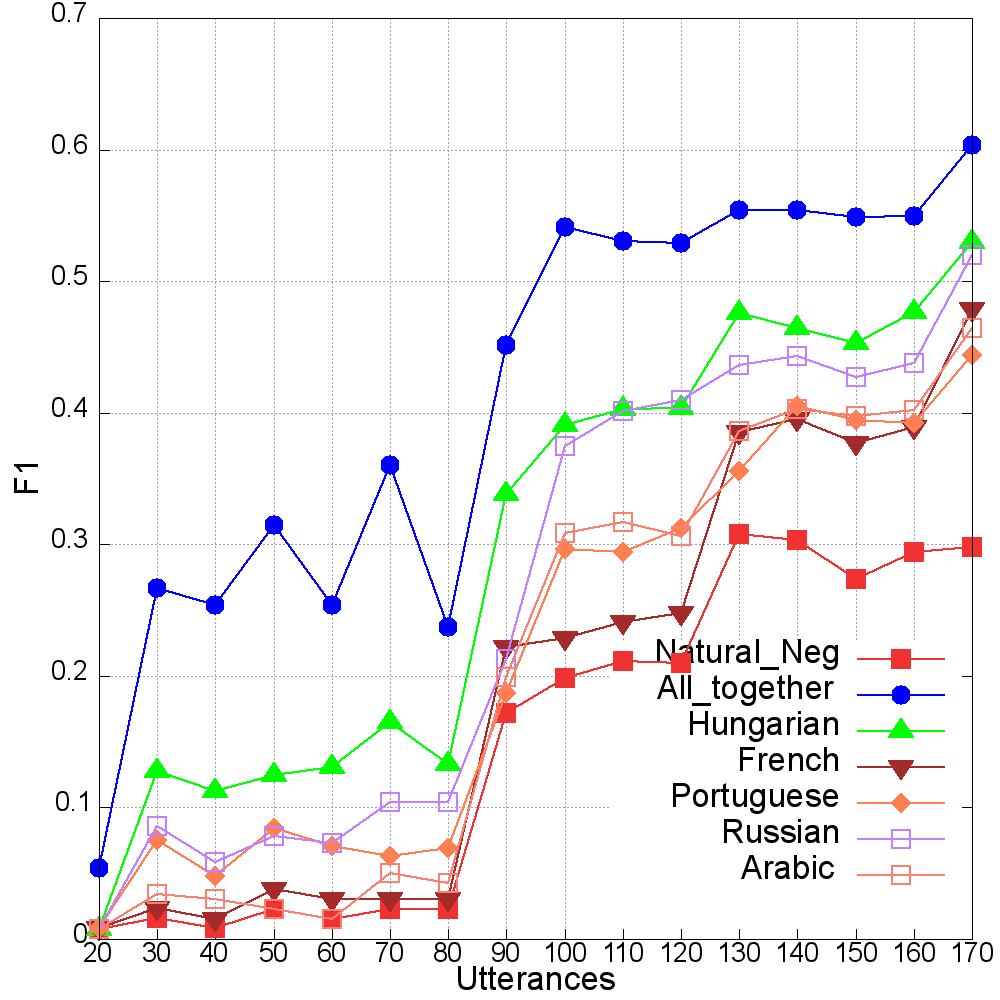 0.7
0.6
0.5
0.4
F1
0.3
0.2
0.1
0
Natural_Neg
All_together
Hungarian
French
Portuguese
Russian
Arabic
20 30 40 50 60 70 80 90 100 110 120 130 140 150 160 170
Utterances